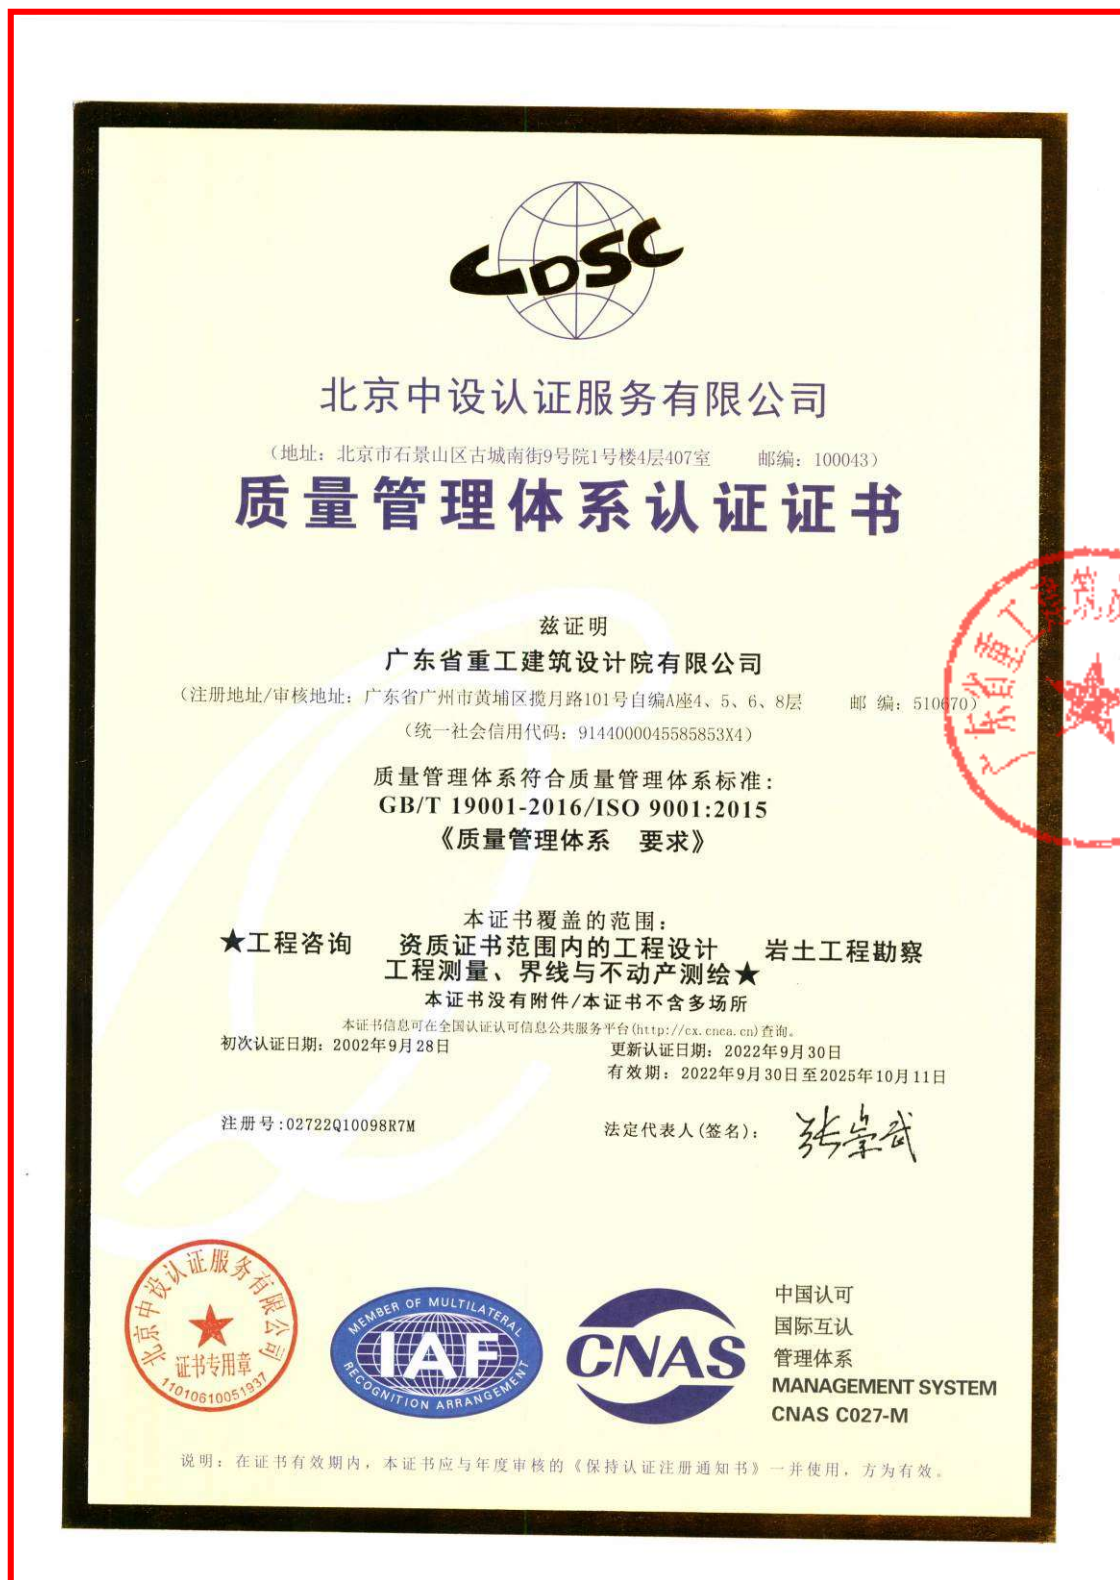 CDSC
北京中设认证服务有限公司
（地址：北京市石景山区古城南街9号院1号楼4层407室 邮编：100043）
质量管理体系认证证书
兹证明
广东省重工建筑设计院有限公司
（注册地址/审核地址：广东省广州市黄埔区揽月路101号自编A座4、5、6、8层 邮 编：510670）
（统一社会信用代码：9144000045585853X4）
质量管理体系符合质量管理体系标准：
GB/T 19001-2016/ISO 9001:2015
《质量管理体系 要求》
本证书覆盖的范围：
★工程咨询 资质证书范围内的工程设计 岩土工程勘察
工程测量、界线与不动产测绘★
本证书没有附件/本证书不含多场所
本证书信息可在全国认证认可信息公共服务平台(http://cx.cnca.cn)查询。
初次认证日期：2002年9月28日
更新认证日期：2022年9月30日
有效期：2022年9月30日至2025年10月11日
注册号:02722Q10098R7M
法定代表人(签名)：
张崇武
广东省重工建筑
北京中设认证服务有限公司
证书专用章
11010610051937
MEMBER OF MULTILATERAL
IAF
RECOGNITION ARRANGEMENT
CNAS
中国认可
国际互认
管理体系
MANAGEMENT SYSTEM
CNAS C027-M
说明：在证书有效期内，本证书应与年度审核的《保持认证注册通知书》一并使用，方为有效。